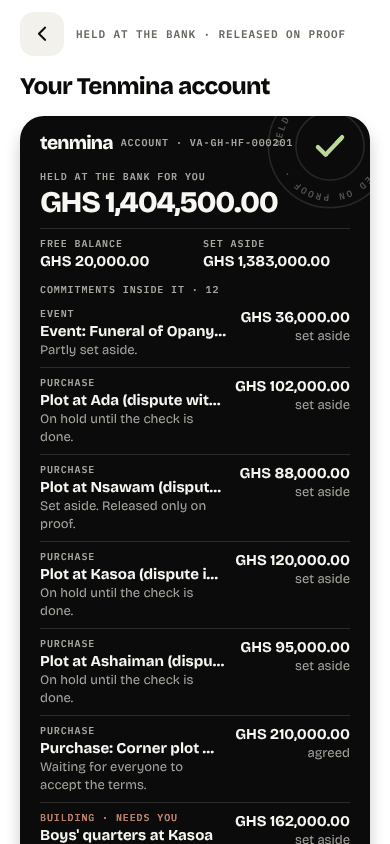 HELD AT THE BANK · RELEASED ON PROOF
Your Tenmina account
tenmina ACCOUNT · VA-GH-HF-000201
HELD AT THE BANK FOR YOU
GHS 1,404,500.00
FREE BALANCE
GHS 20,000.00
SET ASIDE
GHS 1,383,000.00
COMMITMENTS INSIDE IT · 12
EVENT
Event: Funeral of Opany...
GHS 36,000.00
Partly set aside.
set aside
PURCHASE
Plot at Ada (dispute wit...
GHS 102,000.00
On hold until the check is
done.
set aside
PURCHASE
Plot at Nsawam (disput...
GHS 88,000.00
Set aside. Released only on
proof.
set aside
PURCHASE
Plot at Kasoa (dispute i...
GHS 120,000.00
On hold until the check is
done.
set aside
PURCHASE
Plot at Ashaiman (dispu...
GHS 95,000.00
On hold until the check is
done.
set aside
PURCHASE
Purchase: Corner plot ...
GHS 210,000.00
Waiting for everyone to
accept the terms.
agreed
BUILDING · NEEDS YOU
Boys' quarters at Kasoa
GHS 162,000.00
set aside
HELD
ED ON PROOF ·